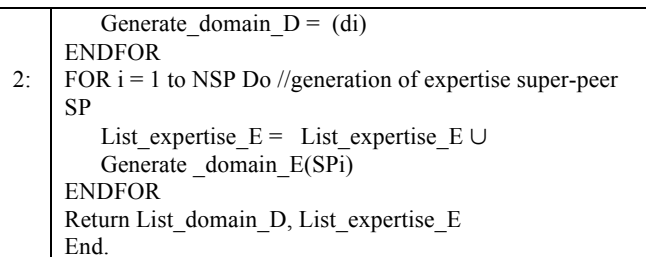 Generate_domain_D = (di)
ENDFOR
2: FOR i = 1 to NSP Do //generation of expertise super-peer
SP
List_expertise_E = List_expertise_E ∪
Generate _domain_E(SPi)
ENDFOR
Return List_domain_D, List_expertise_E
End.